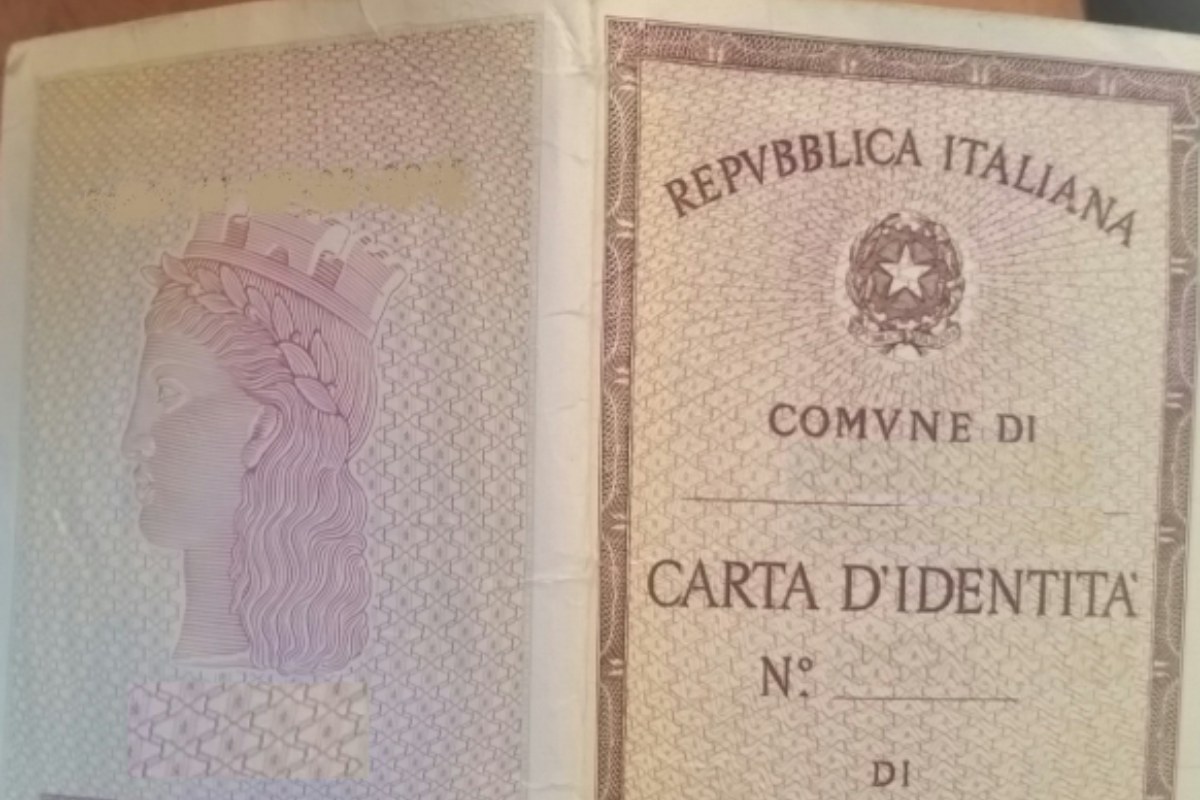 REPVBBLICA ITALIANA
COMVNE DI
CARTA D'IDENTITA'
N°.
DI